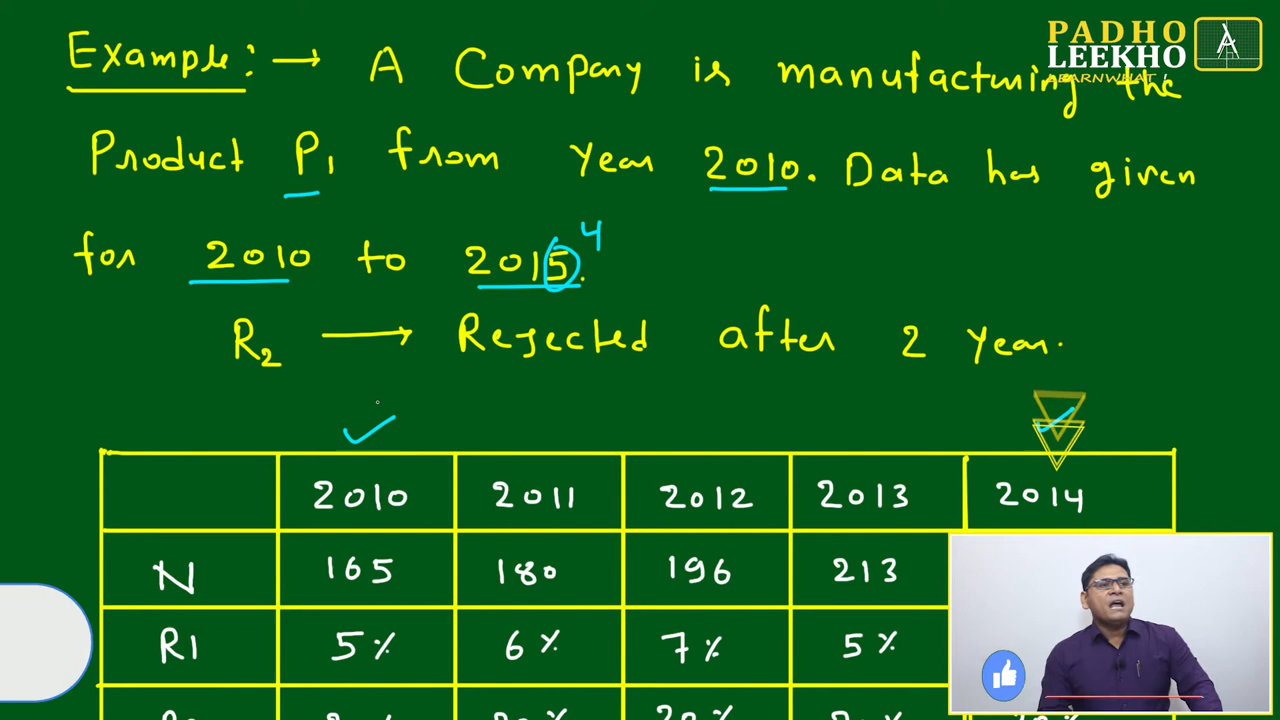 PADHO
LEEKHO
LEARNWHAT
Example:→ A Company is manufacturing the
Product P1 from year 2010. Data has given
for 2010 to 2015. 4
R2 → Rejected after 2 year.
2010 2011 2012 2013 2014
N 165 180 196 213
R1 5% 6% 7% 5%